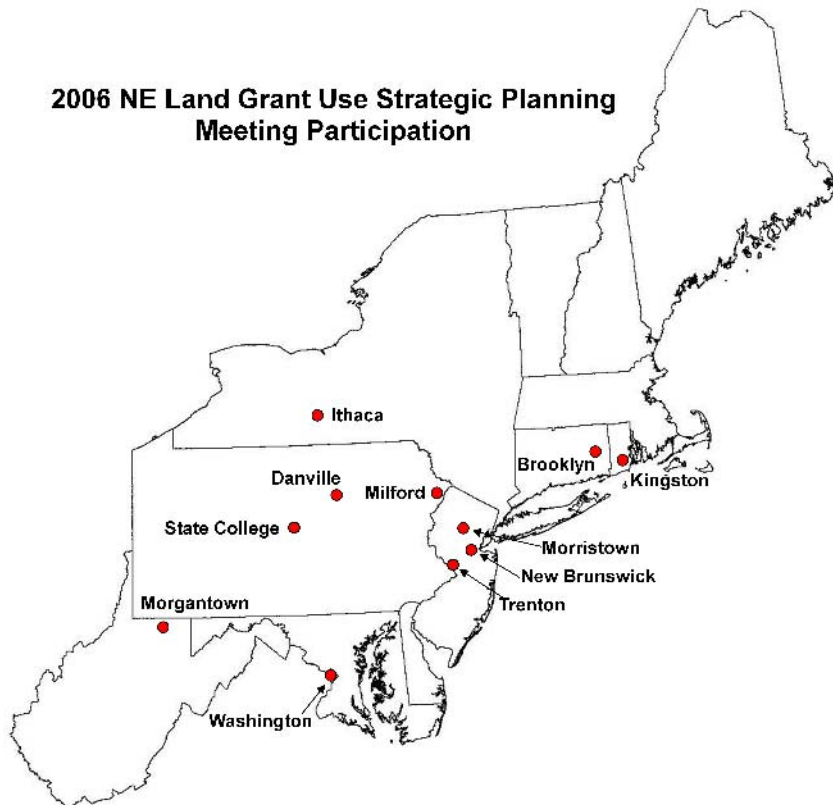 2006 NE Land Grant Use Strategic Planning
Meeting Participation
Ithaca
Brooklyn
Kingston
Danville
Milford
State College
Morristown
New Brunswick
Trenton
Morgantown
Washington